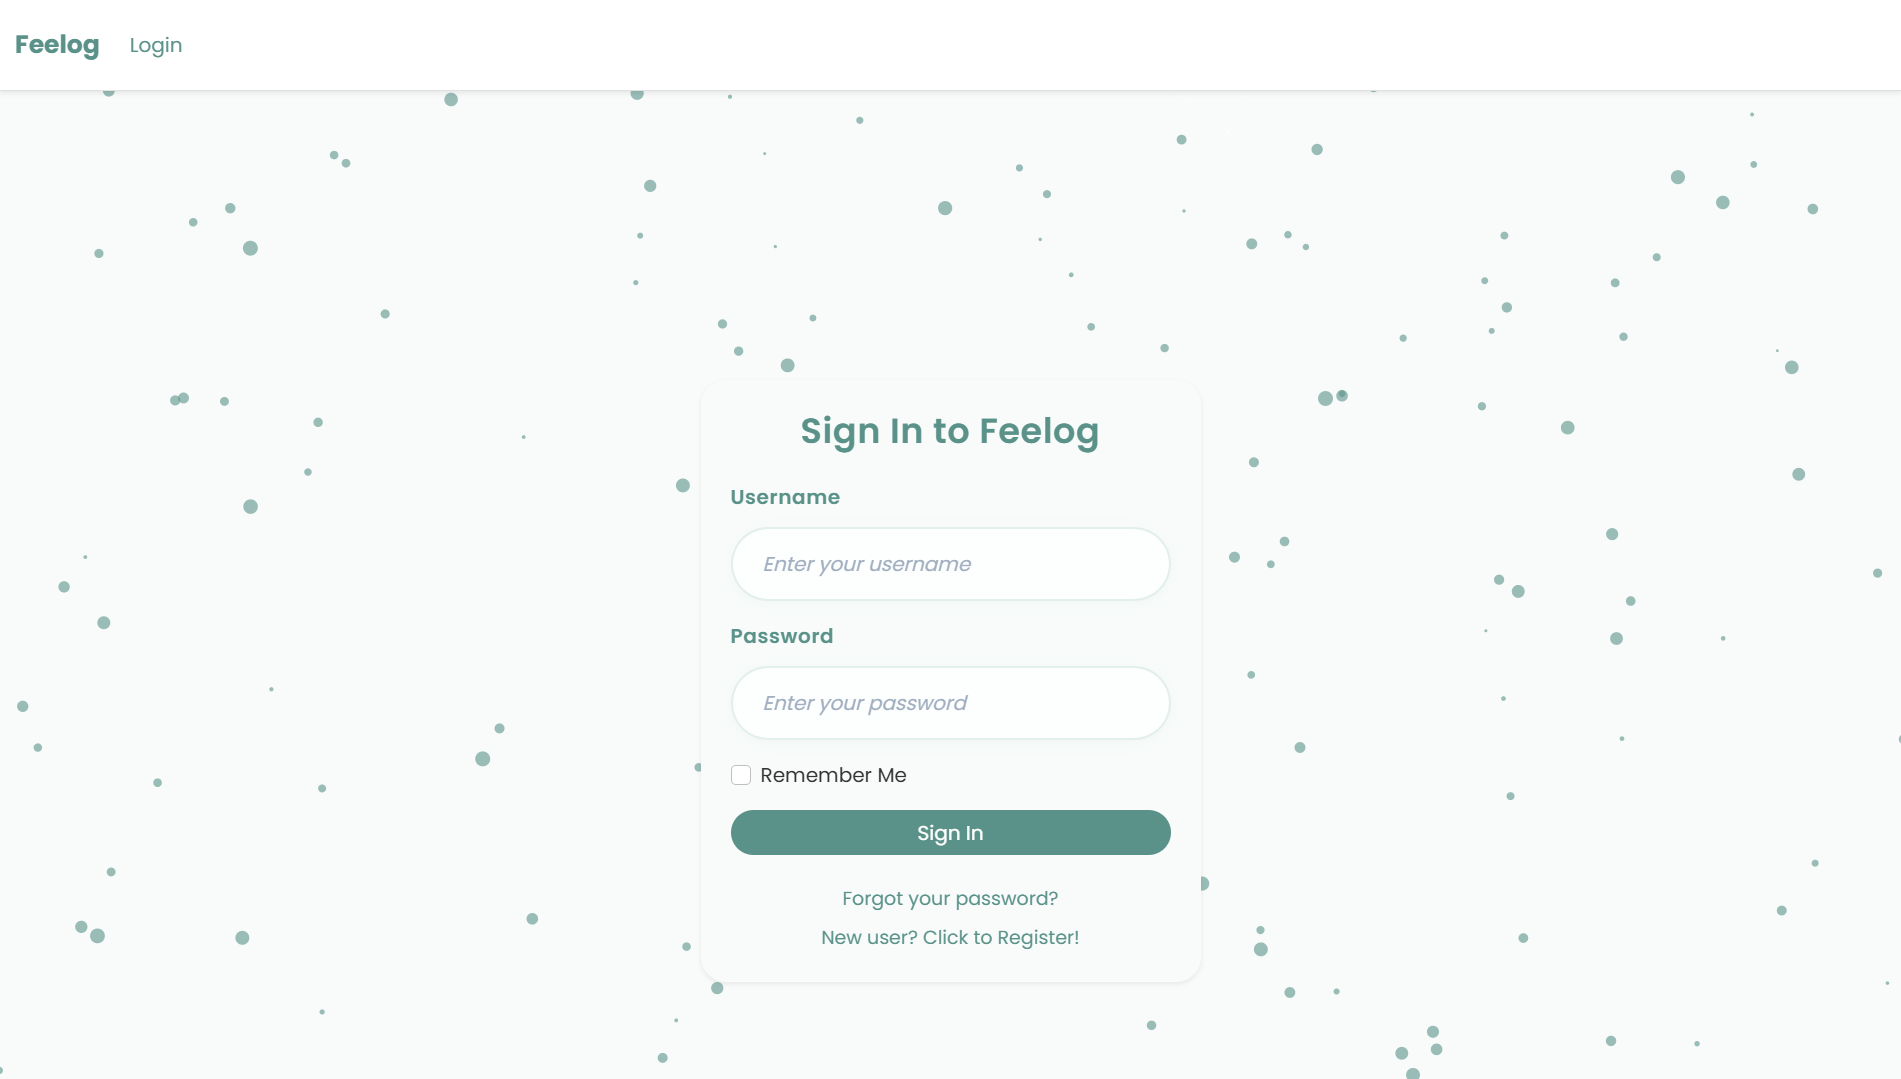 Feelog Login
Sign In to Feelog
Username
Enter your username
Password
Enter your password
Remember Me
Sign In
Forgot your password?
New user? Click to Register!